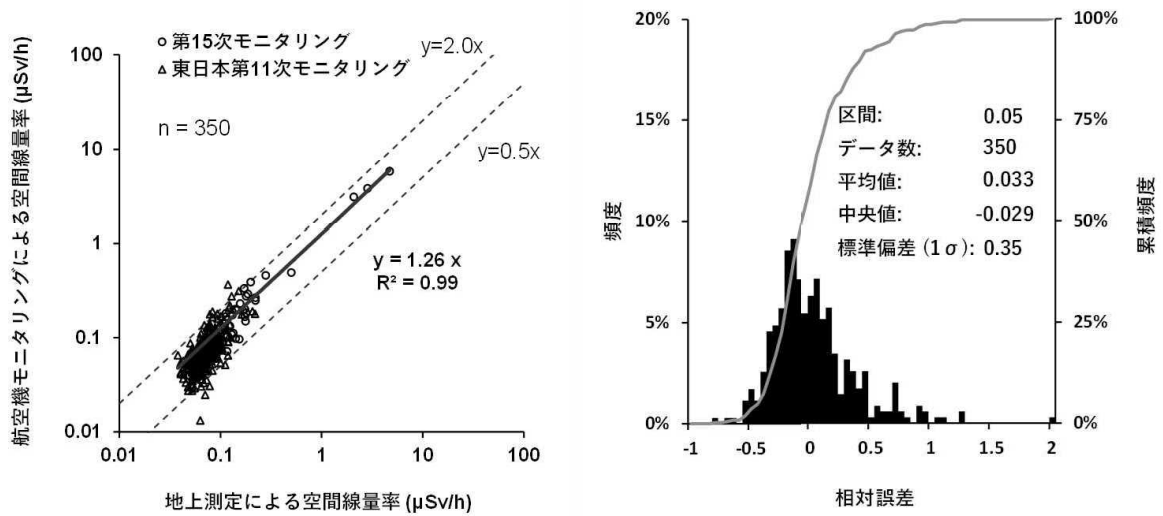 第15次モニタリング
東日本第11次モニタリング
n = 350
y=2.0x
y=0.5x
y = 1.26 x
R² = 0.99
100
10
1
0.1
0.01
0.01
0.1
1
10
100
航空機モニタリングによる空間線量率 (μSv/h)
地上測定による空間線量率 (μSv/h)
20%
15%
10%
5%
0%
100%
75%
50%
25%
0%
区間: 0.05
データ数: 350
平均値: 0.033
中央値: -0.029
標準偏差 (1σ): 0.35
-1
-0.5
0
0.5
1
1.5
2
頻度
累積頻度
相対誤差